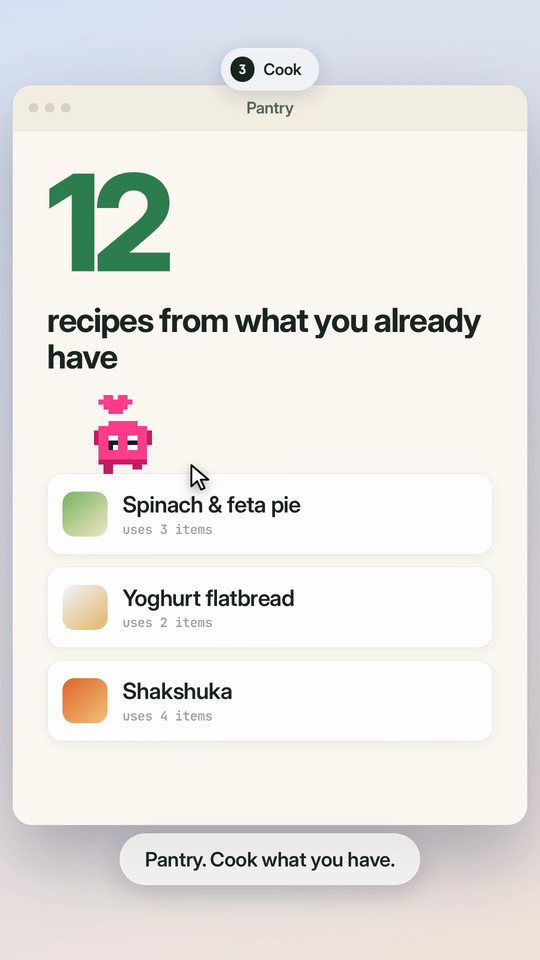 3 Cook
Pantry
12
recipes from what you already
have
Spinach & feta pie
uses 3 items
Yoghurt flatbread
uses 2 items
Shakshuka
uses 4 items
Pantry. Cook what you have.